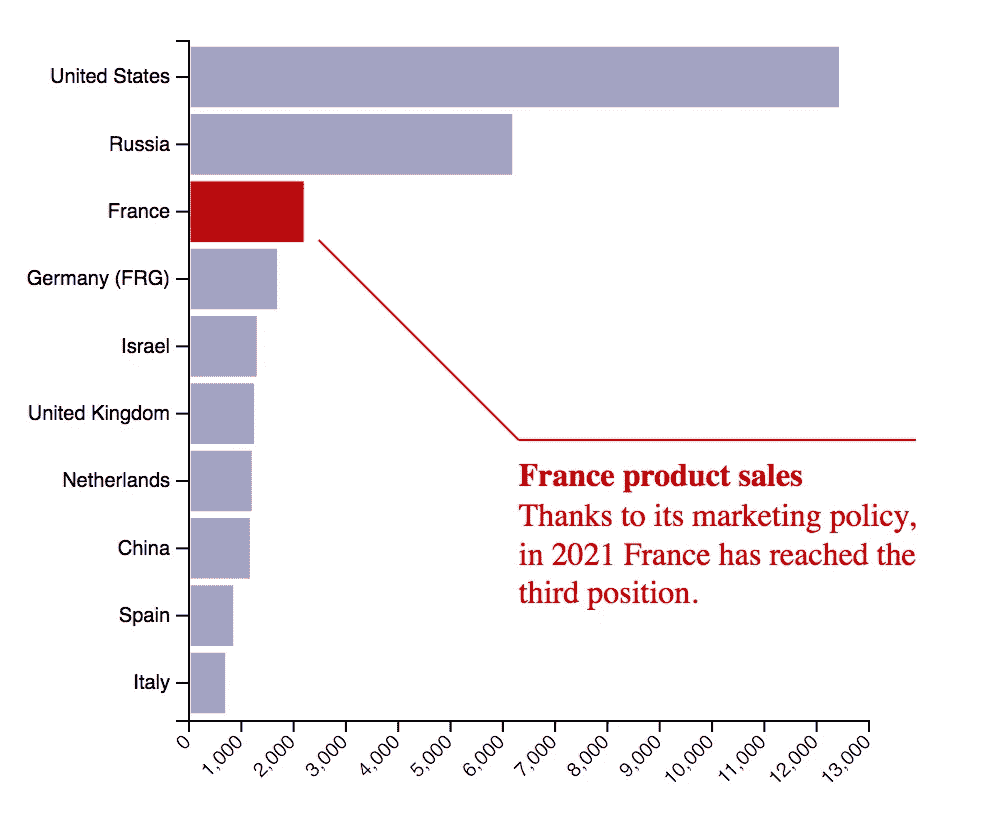 United States
Russia
France
Germany (FRG)
Israel
United Kingdom
Netherlands
China
Spain
Italy
France product sales
Thanks to its marketing policy,
in 2021 France has reached the
third position.
0
1,000
2,000
3,000
4,000
5,000
6,000
7,000
8,000
9,000
10,000
11,000
12,000
13,000